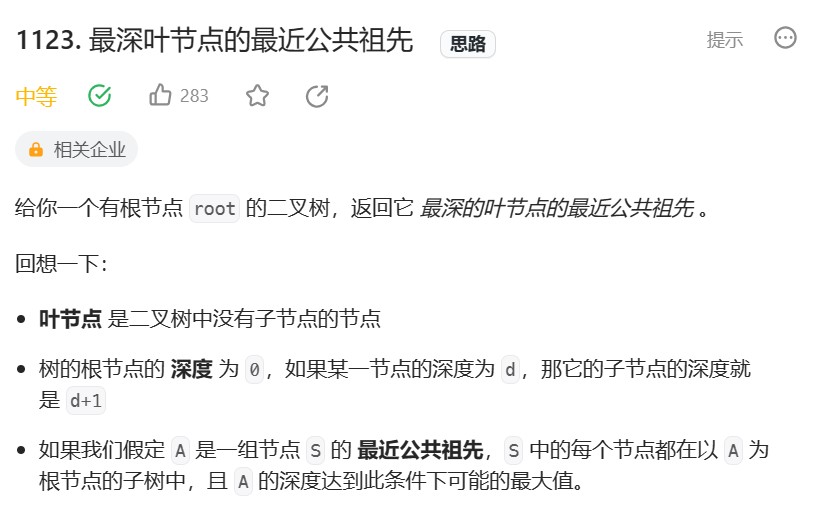 1123. 最深叶节点的最近公共祖先 思路 提示
中等 283
相关企业
给你一个有根节点 root 的二叉树，返回它 最深的叶节点的最近公共祖先 。
回想一下：
• 叶节点 是二叉树中没有子节点的节点
• 树的根节点的 深度 为 0，如果某一节点的深度为 d，那它的子节点的深度就
是 d+1
• 如果我们假定 A 是一组节点 S 的 最近公共祖先，S 中的每个节点都在以 A 为
根节点的子树中，且 A 的深度达到此条件下可能的最大值。